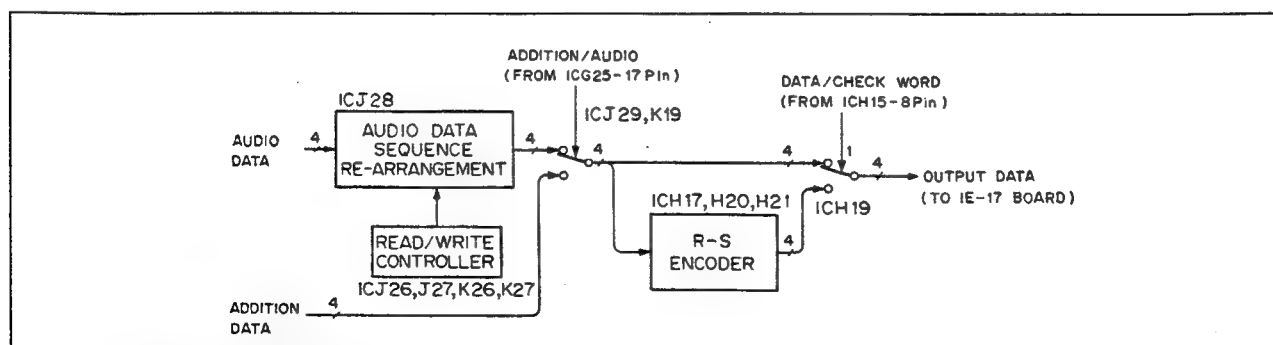 ADDITION/AUDIO
(FROM ICG25-17Pin)
DATA/CHECK WORD
(FROM ICH15-8Pin)
ICJ28
ICJ29,K19
AUDIO
DATA
4
AUDIO DATA
SEQUENCE
RE-ARRANGEMENT
4
4
4
1
4
OUTPUT DATA
(TO IE-17 BOARD)
ICH17,H20,H21
ICH19
READ/WRITE
CONTROLLER
R-S
ENCODER
4
ICJ26,J27,K26,K27
ADDITION
DATA
4